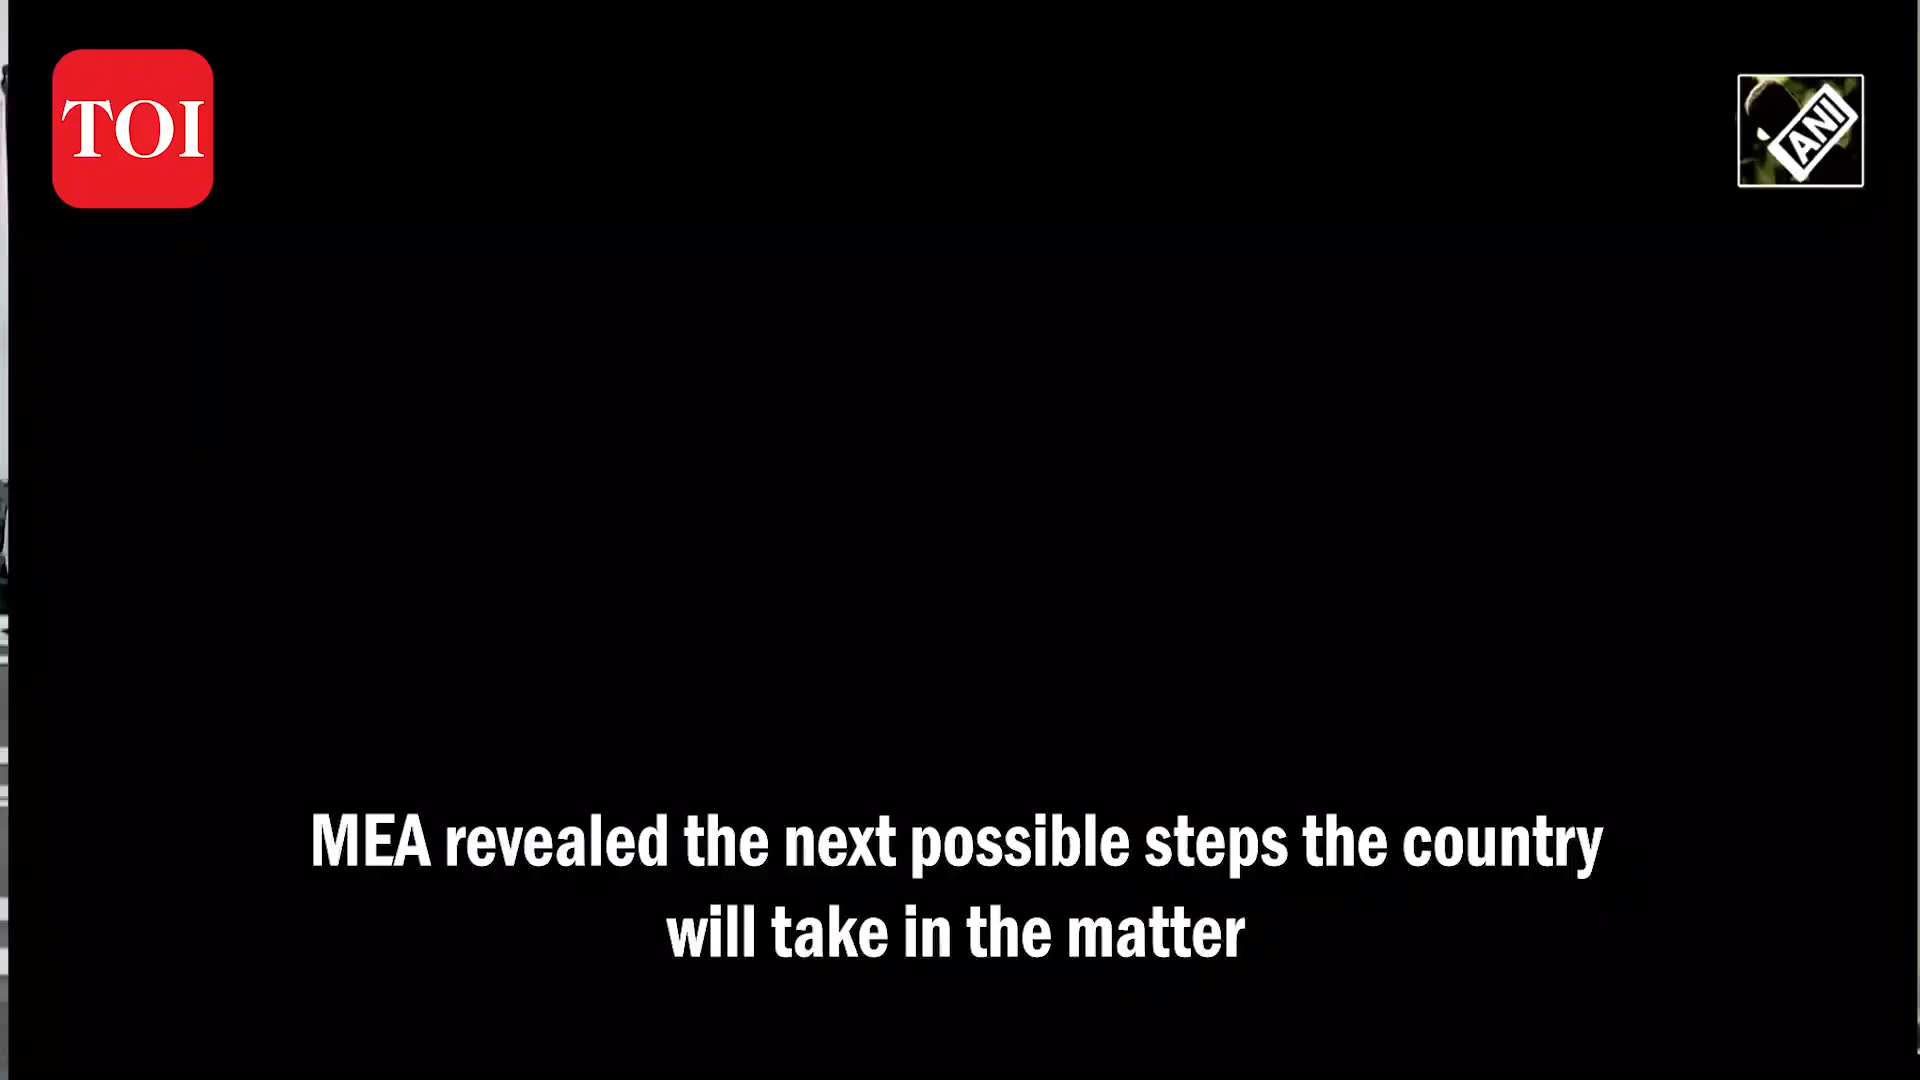 TOI
ANI
MEA revealed the next possible steps the country
will take in the matter